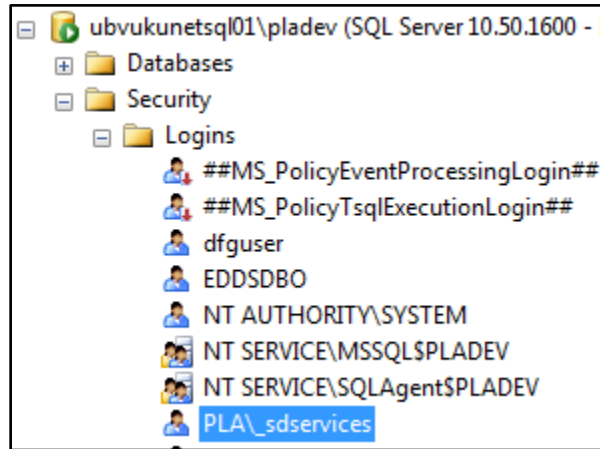 ubvukunetsql01\pladev (SQL Server 10.50.1600 -
Databases
Security
Logins
##MS_PolicyEventProcessingLogin##
##MS_PolicyTsqlExecutionLogin##
dfguser
EDDSDBO
NT AUTHORITY\SYSTEM
NT SERVICE\MSSQL$PLADEV
NT SERVICE\SQLAgent$PLADEV
PLA\_sdservices